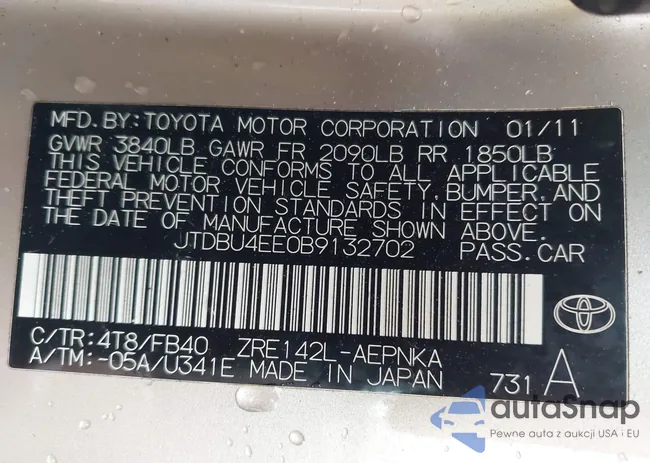 MFD.BY:TOYOTA MOTOR CORPORATION 01/11
GVWR 3840LB GAWR FR 2090LB RR 1850LB
THIS VEHICLE CONFORMS TO ALL APPLICABLE
FEDERAL MOTOR VEHICLE SAFETY,BUMPER,AND
THEFT PREVENTION STANDARDS IN EFFECT ON
THE DATE OF MANUFACTURE SHOWN ABOVE.
JTDBU4EE0B9132702 PASS.CAR
C/TR:4T8/FB40 ZRE142L-AEPNKA
A/TM:-05A/U341E MADE IN JAPAN 731 A
autoSnap
Pewne auta z aukcji USA i EU